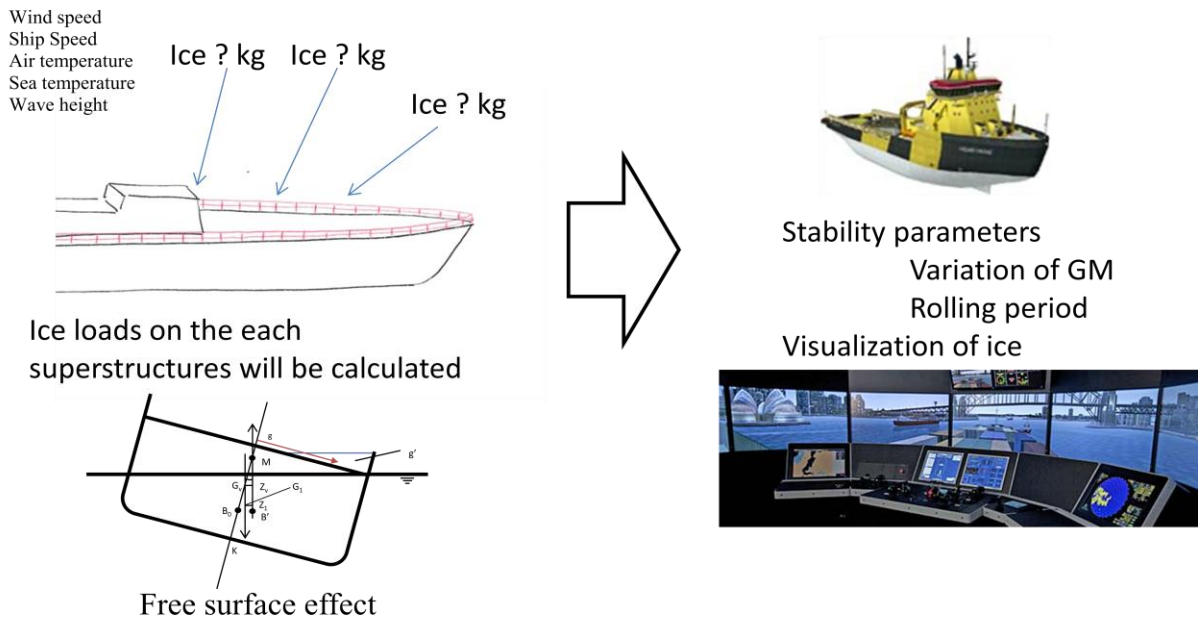 Wind speed
Ship Speed
Air temperature
Sea temperature
Wave height
Ice ? kg
Ice ? kg
Ice ? kg
Ice loads on the each
superstructures will be calculated
g
g'
M
Gv
Zv
G1
Z1
B0
B'
K
Free surface effect
Stability parameters
Variation of GM
Rolling period
Visualization of ice